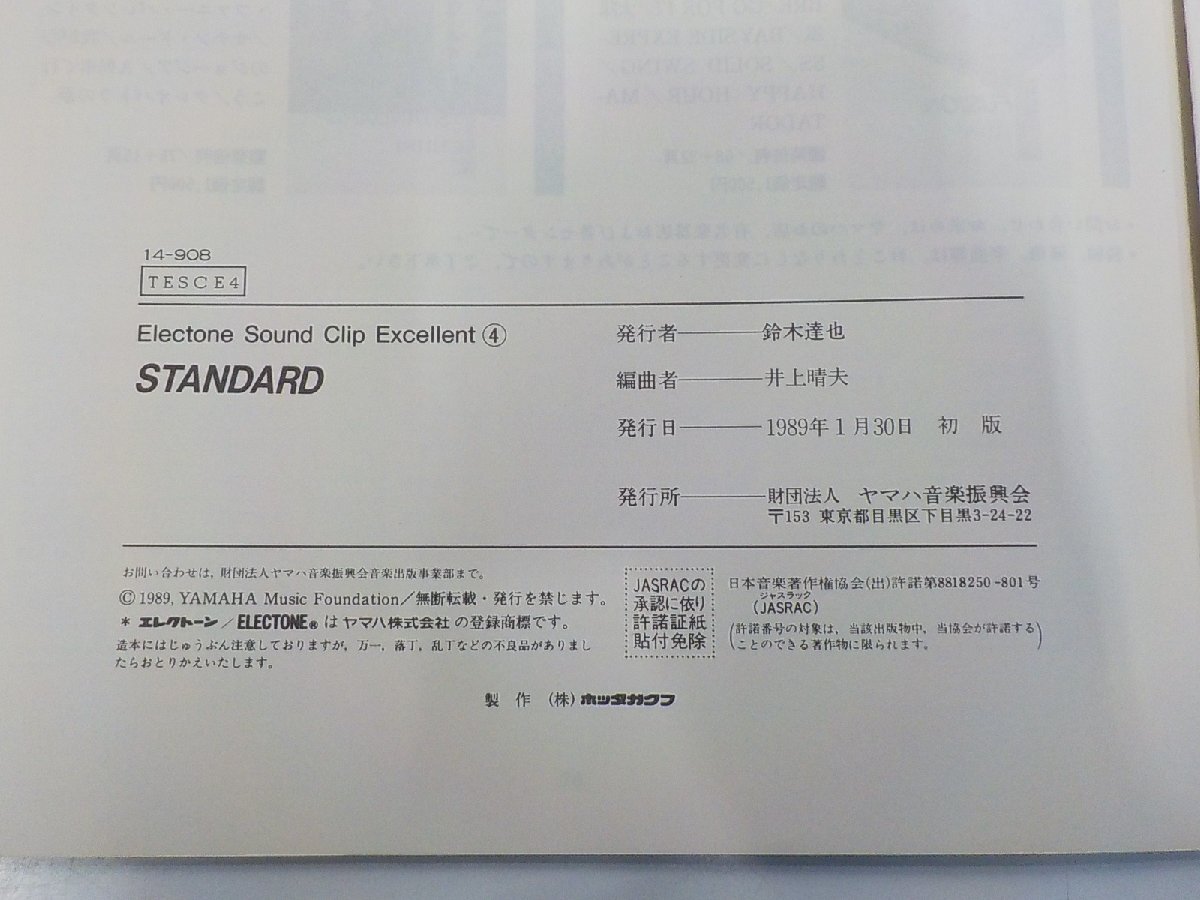 14-908
TESCE4
Electone Sound Clip Excellent ④
STANDARD
発行者――――鈴木達也
編曲者――――井上晴夫
発行日――――1989年1月30日 初 版
発行所――――財団法人 ヤマハ音楽振興会
〒153 東京都目黒区下目黒3-24-22
お問い合わせは, 財団法人ヤマハ音楽振興会音楽出版事業部まで。
© 1989, YAMAHA Music Foundation/無断転載・発行を禁じます。
* エレクトーン/ELECTONE® はヤマハ株式会社の登録商標です。
造本にはじゅうぶん注意しておりますが, 万一, 落丁, 乱丁などの不良品がありまし
たらおとりかえいたします。
JASRACの
承認に依り
許諾証紙
貼付免除
日本音楽著作権協会(出)許諾第8818250-801号
ジャスラック
(JASRAC)
(許諾番号の対象は, 当該出版物中, 当協会が許諾する
ことのできる著作物に限られます。)
製 作 (株)ホッタガクフ